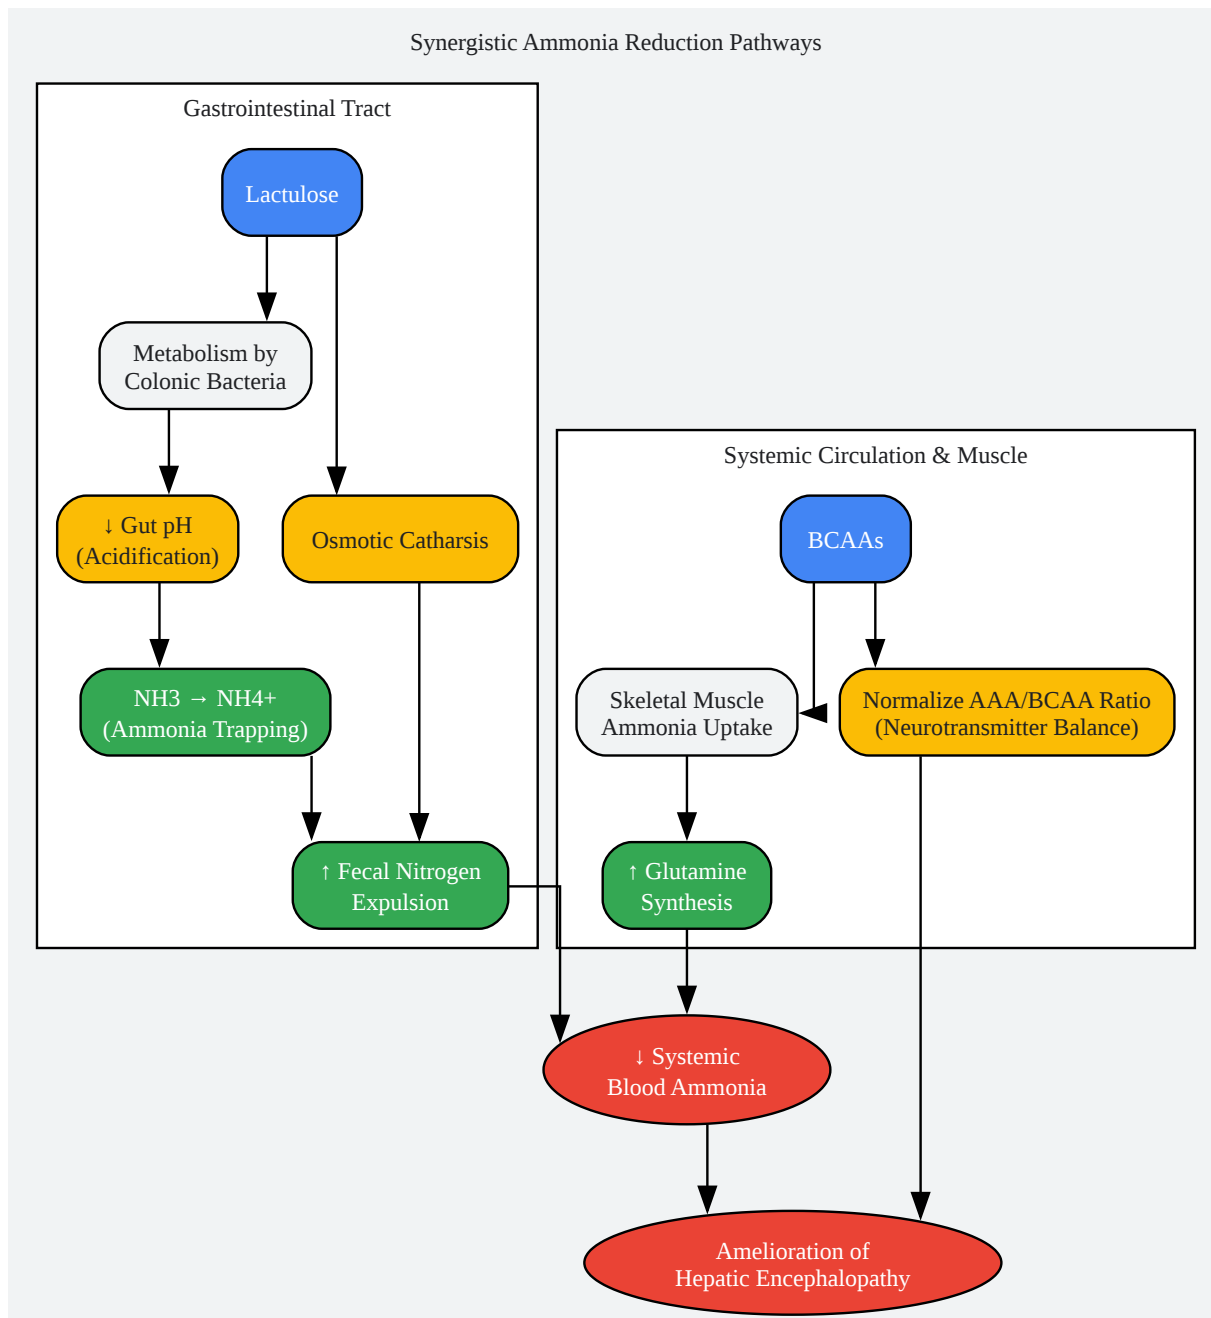 Synergistic Ammonia Reduction Pathways
Gastrointestinal Tract
Lactulose
Metabolism by
Colonic Bacteria
↓ Gut pH
(Acidification)
Osmotic Catharsis
NH3 → NH4+
(Ammonia Trapping)
↑ Fecal Nitrogen
Expulsion
Systemic Circulation & Muscle
BCAAs
Skeletal Muscle
Ammonia Uptake
Normalize AAA/BCAA Ratio
(Neurotransmitter Balance)
↑ Glutamine
Synthesis
↓ Systemic
Blood Ammonia
Amelioration of
Hepatic Encephalopathy